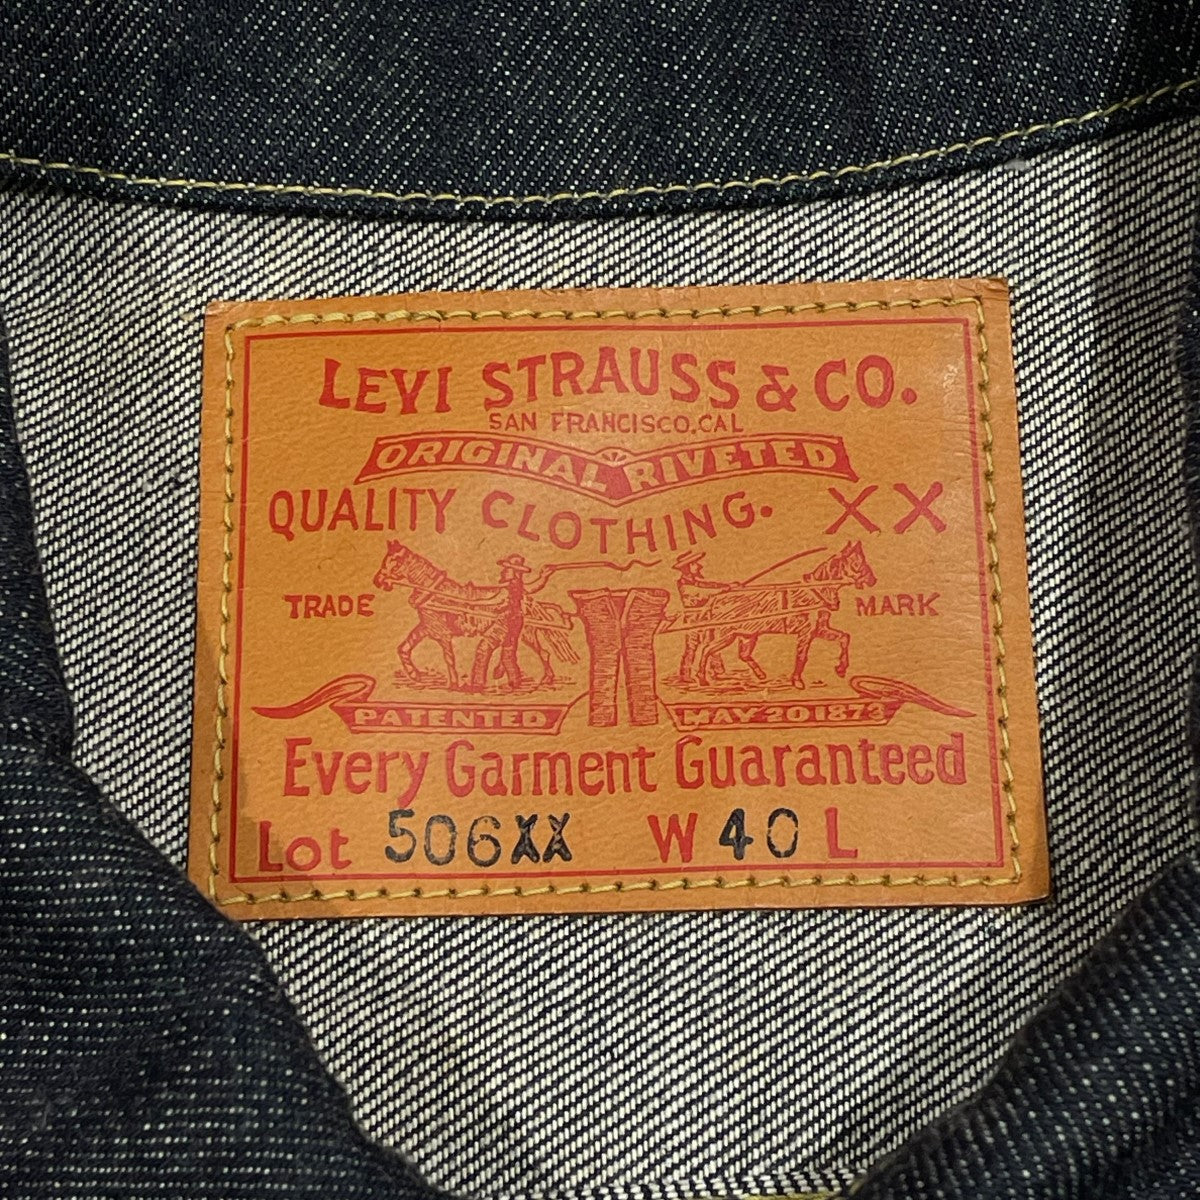 LEVI STRAUSS & CO.
SAN FRANCISCO, CAL
ORIGINAL RIVETED
QUALITY CLOTHING. XX
TRADE MARK
PATENTED MAY 20 1873
Every Garment Guaranteed
Lot 506XX W 40 L